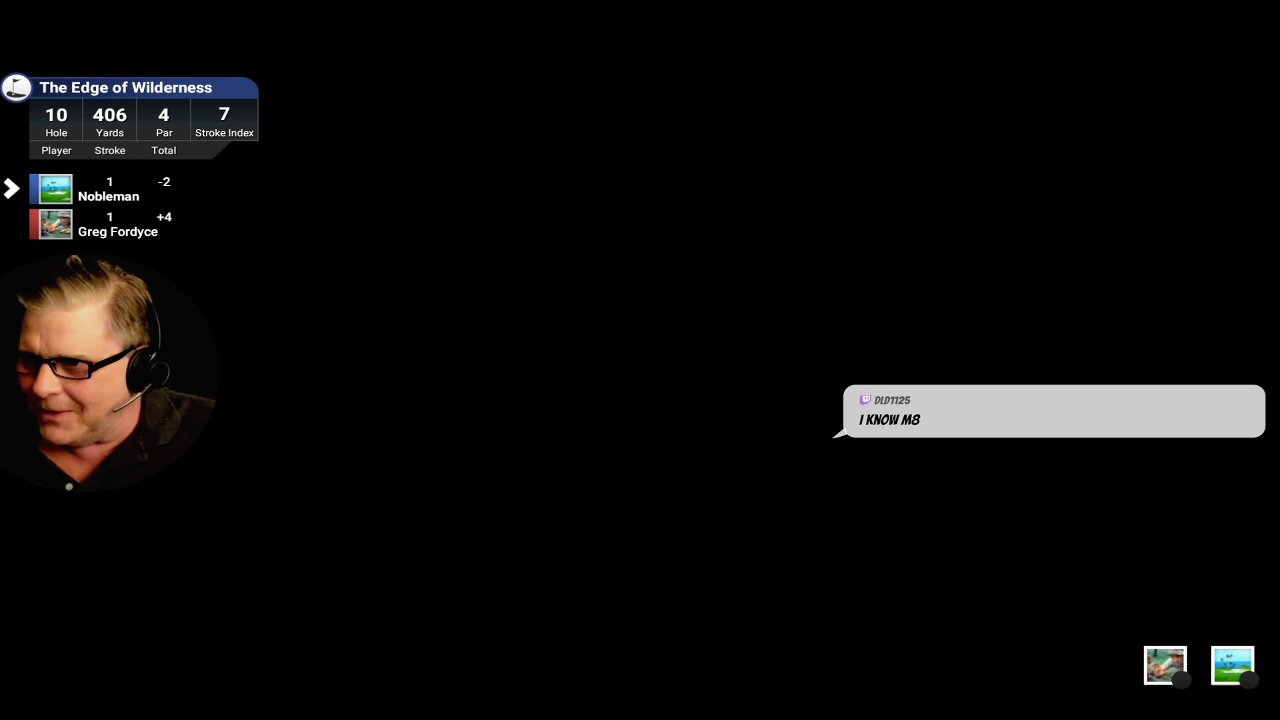 The Edge of Wilderness
10 406 4 7
Hole Yards Par Stroke Index
Player Stroke Total
1 -2
Nobleman
1 +4
Greg Fordyce
DLD1125
I KNOW M8